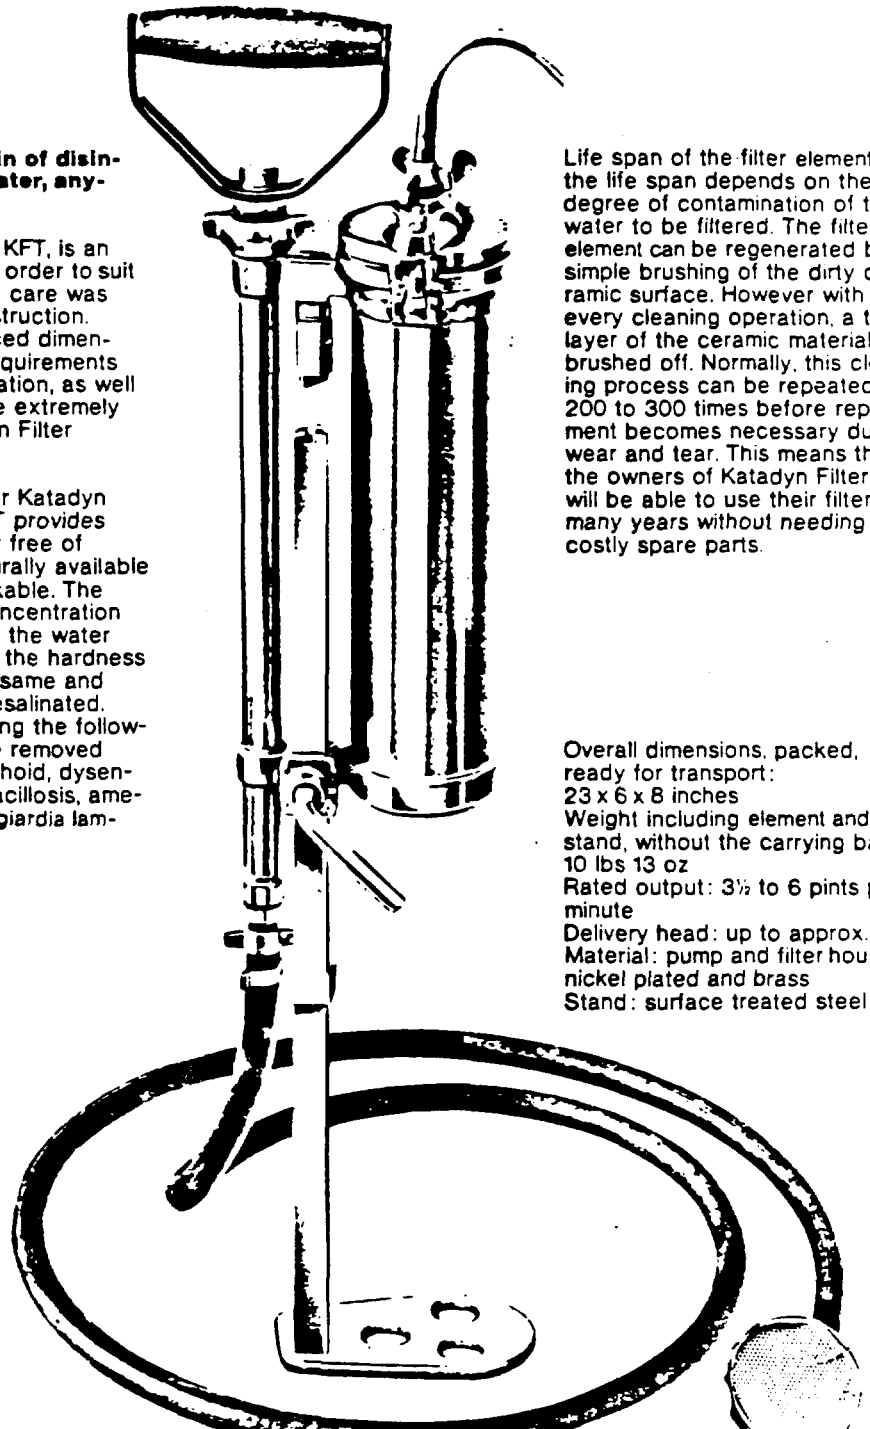 in of disin-
ater, any-
KFT, is an
order to suit
care was
struction.
ed dimen-
quirements
ation, as well
e extremely
n Filter
r Katadyn
T provides
free of
urally available
kable. The
ncentration
the water
the hardness
same and
esalinated.
ng the follow-
removed
hoid, dysen-
acillosis, ame-
giardia lam-
Life span of the filter element
the life span depends on the
degree of contamination of t
water to be filtered. The filte
element can be regenerated b
simple brushing of the dirty c
ramic surface. However with
every cleaning operation, a t
layer of the ceramic material
brushed off. Normally, this cle
ing process can be repeated
200 to 300 times before rep
ment becomes necessary du
wear and tear. This means th
the owners of Katadyn Filter
will be able to use their filter
many years without needing
costly spare parts.
Overall dimensions, packed,
ready for transport:
23 x 6 x 8 inches
Weight including element and
stand, without the carrying ba
10 lbs 13 oz
Rated output: 3½ to 6 pints p
minute
Delivery head: up to approx.
Material: pump and filter hous
nickel plated and brass
Stand: surface treated steel